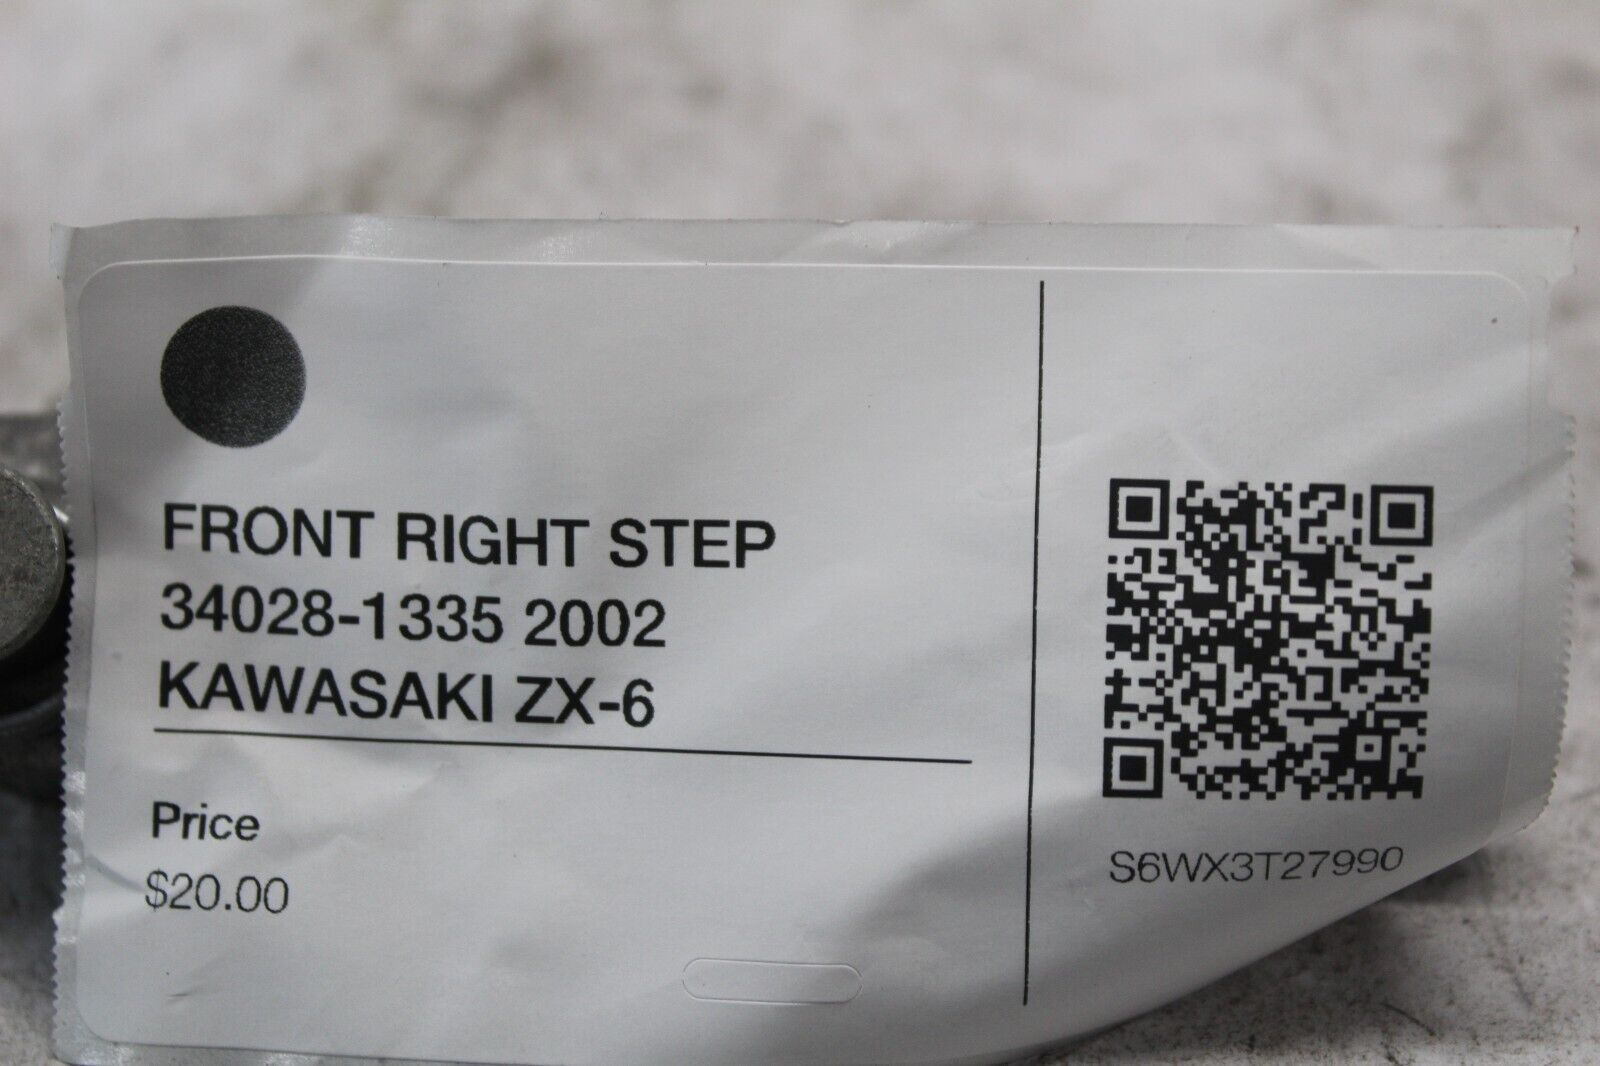 FRONT RIGHT STEP
34028-1335 2002
KAWASAKI ZX-6
Price
$20.00
S6WX3T27990